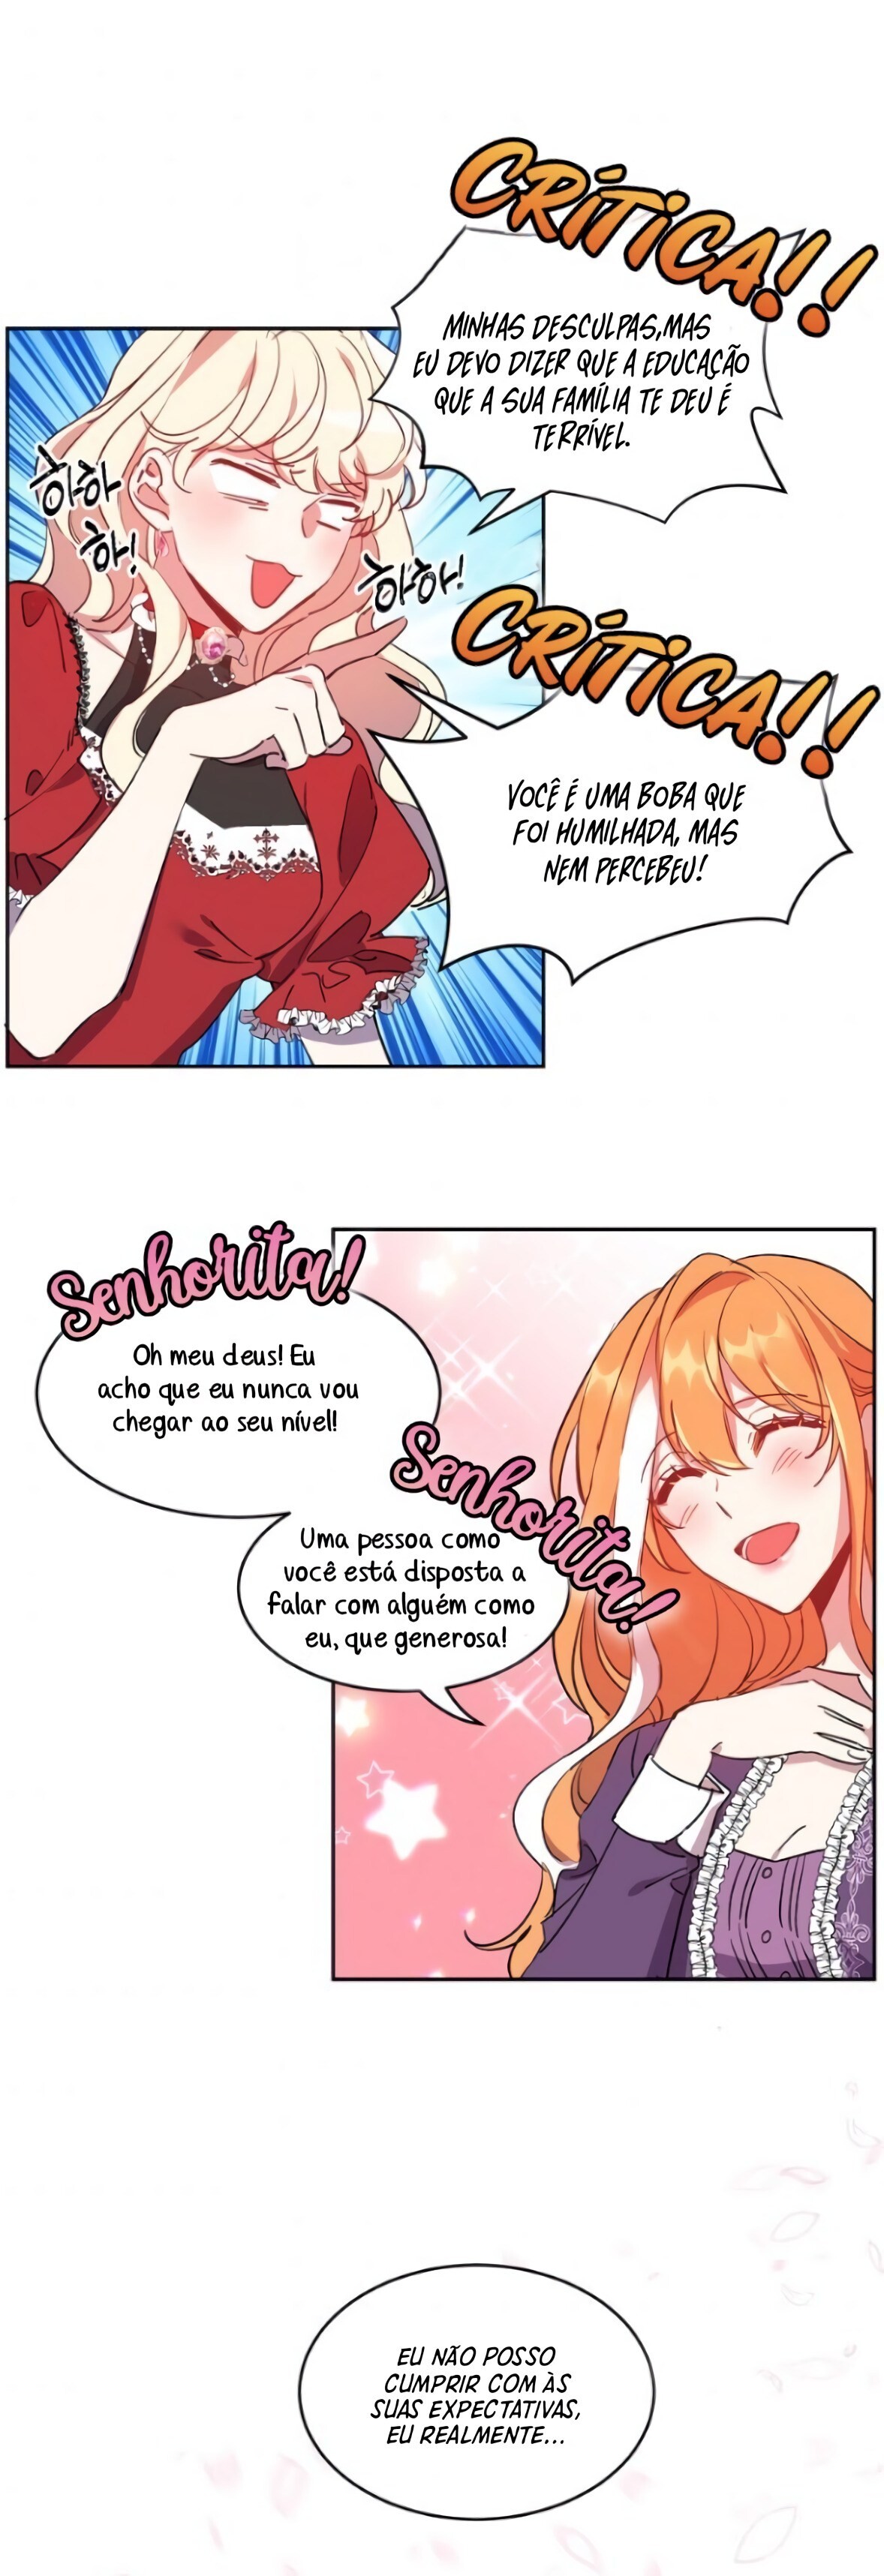 CRÍTICA!!
MINHAS DESCULPAS,MAS
EU DEVO DIZER QUE A EDUCAÇÃO
QUE A SUA FAMÍLIA TE DEU É
TERRÍVEL.
하하
하!
하하!
CRÍTICA!!
VOCÊ É UMA BOBA QUE
FOI HUMILHADA, MAS
NEM PERCEBEU!
Senhorita!
Oh meu deus! Eu
acho que eu nunca vou
chegar ao seu nível!
Senhorita!
Uma pessoa como
você está disposta a
falar com alguém como
eu, que generosa!
EU NÃO POSSO
CUMPRIR COM ÀS
SUAS EXPECTATIVAS,
EU REALMENTE...